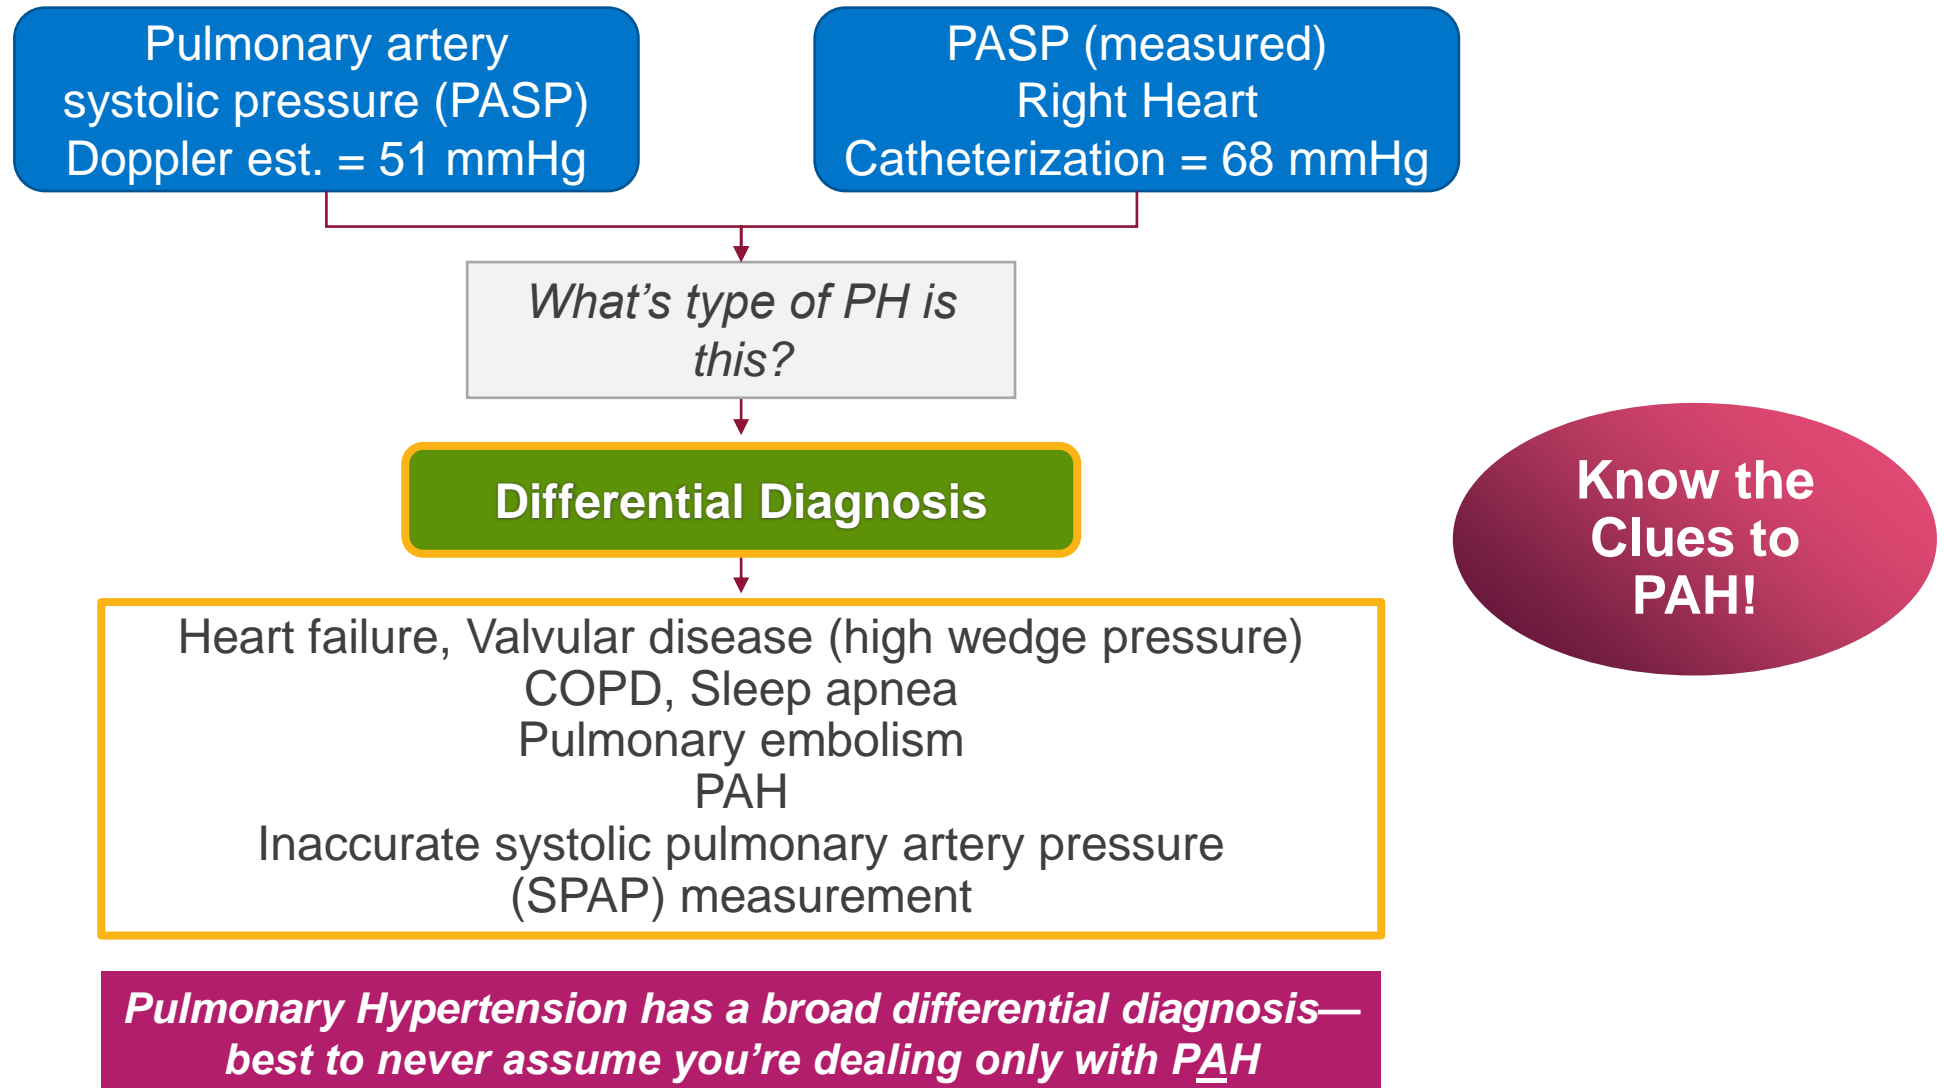 Pulmonary artery
systolic pressure (PASP)
Doppler est. = 51 mmHg
PASP (measured)
Right Heart
Catheterization = 68 mmHg
What’s type of PH is
this?
Differential Diagnosis
Know the
Clues to
PAH!
Heart failure, Valvular disease (high wedge pressure)
COPD, Sleep apnea
Pulmonary embolism
PAH
Inaccurate systolic pulmonary artery pressure
(SPAP) measurement
Pulmonary Hypertension has a broad differential diagnosis—
best to never assume you’re dealing only with PAH